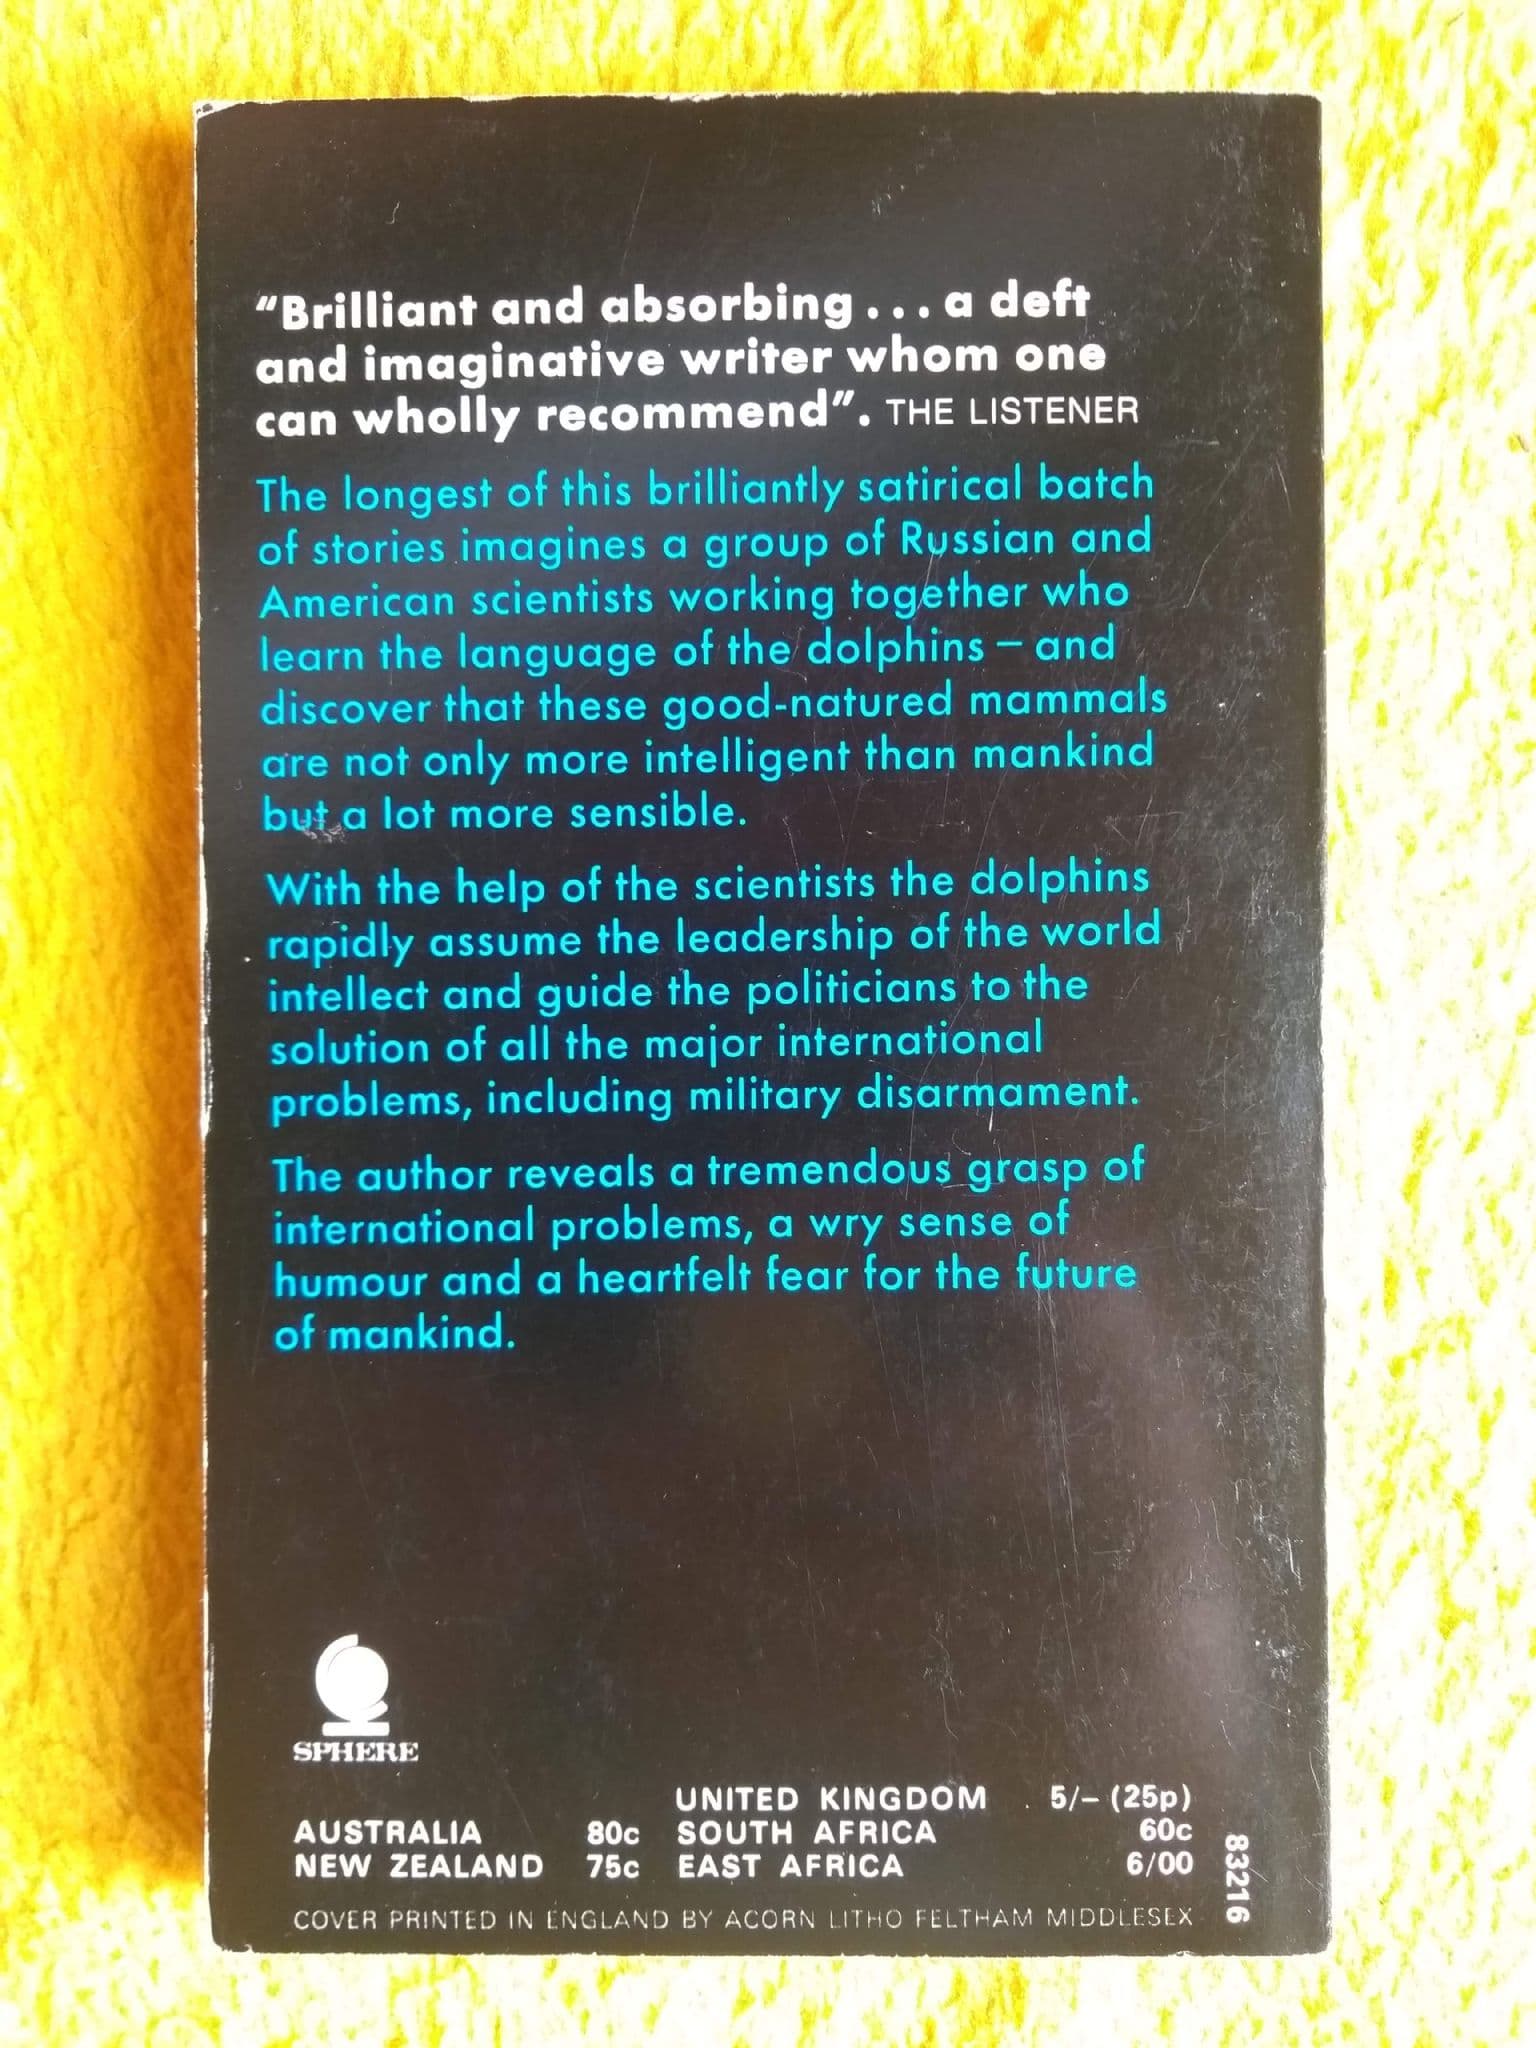 “Brilliant and absorbing ... a deft
and imaginative writer whom one
can wholly recommend”. THE LISTENER
The longest of this brilliantly satirical batch
of stories imagines a group of Russian and
American scientists working together who
learn the language of the dolphins – and
discover that these good-natured mammals
are not only more intelligent than mankind
but a lot more sensible.
With the help of the scientists the dolphins
rapidly assume the leadership of the world
intellect and guide the politicians to the
solution of all the major international
problems, including military disarmament.
The author reveals a tremendous grasp of
international problems, a wry sense of
humour and a heartfelt fear for the future
of mankind.
SPHERE
UNITED KINGDOM 5/– (25p)
AUSTRALIA 80c SOUTH AFRICA 60c
NEW ZEALAND 75c EAST AFRICA 6/00
COVER PRINTED IN ENGLAND BY ACORN LITHO FELTHAM MIDDLESEX
83216